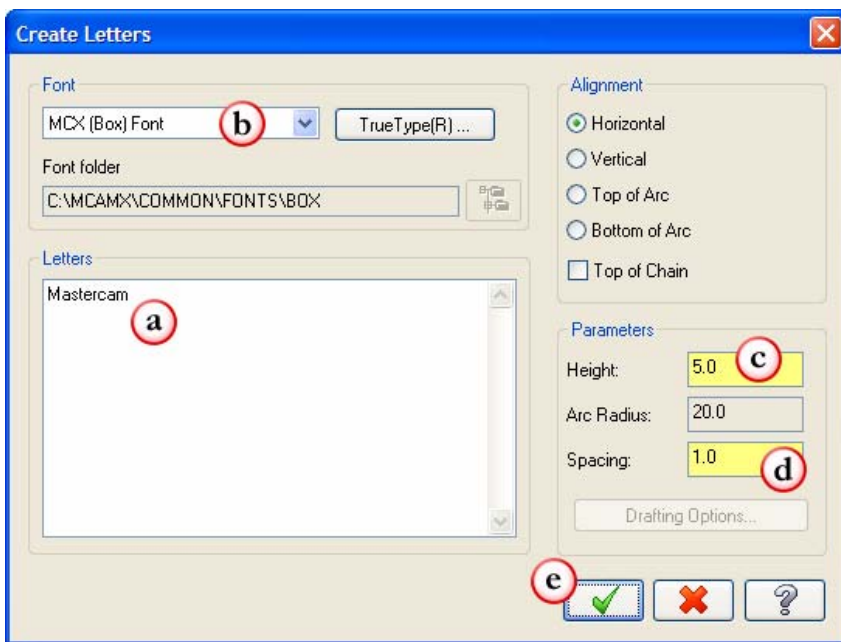 Create Letters
Font
MCX (Box) Font
b
TrueType(R) ...
Font folder
C:\MCAMX\COMMON\FONTS\BOX
Letters
Mastercam
a
Alignment
Horizontal
Vertical
Top of Arc
Bottom of Arc
Top of Chain
Parameters
Height: 5.0 c
Arc Radius: 20.0
Spacing: 1.0 d
Drafting Options...
e